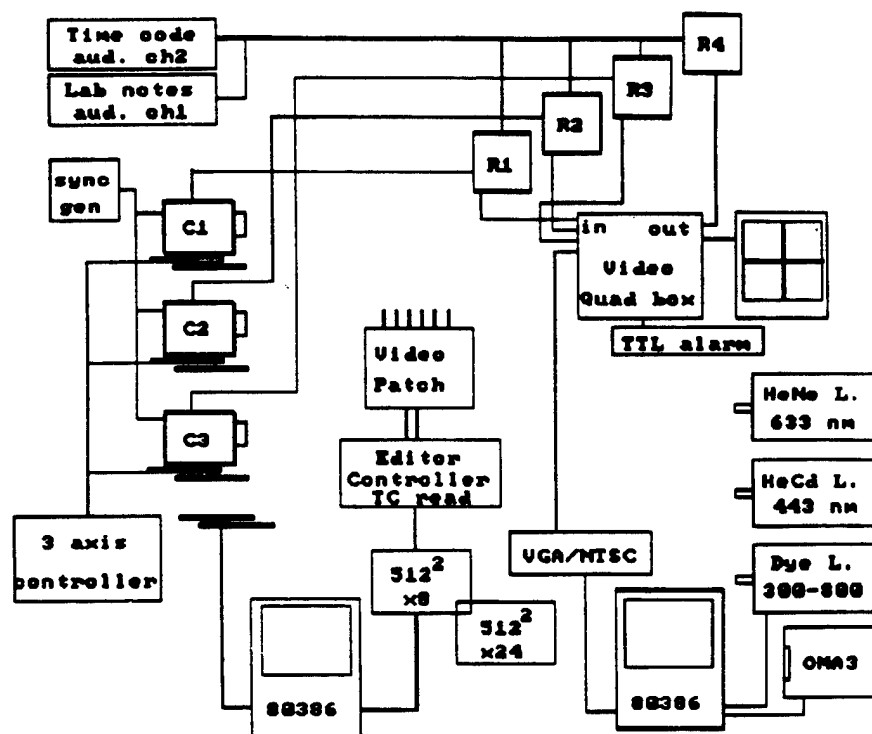 Time code
aud. ch2
R4
Lab notes
aud. ch1
R3
R2
R1
sync
gen
C1
in out
Video
Quad box
C2
TTL alarm
Video
Patch
HeNe L.
633 nm
C3
Editor
Controller
TC read
HeCd L.
443 nm
3 axis
controller
VGA/NTSC
512²
x8
Dye L.
300-800
512²
x24
OMA3
80386
80386